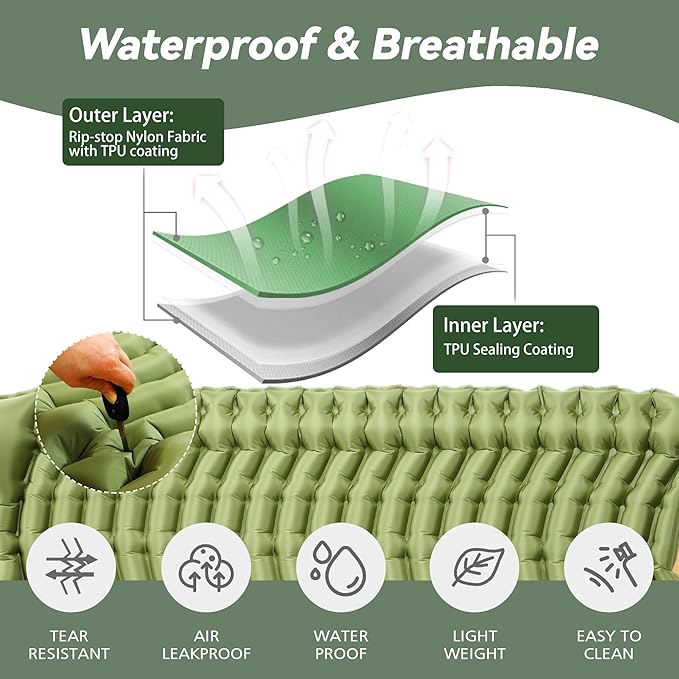 Waterproof & Breathable
Outer Layer:
Rip-stop Nylon Fabric
with TPU coating
Inner Layer:
TPU Sealing Coating
TEAR
RESISTANT
AIR
LEAKPROOF
WATER
PROOF
LIGHT
WEIGHT
EASY TO
CLEAN